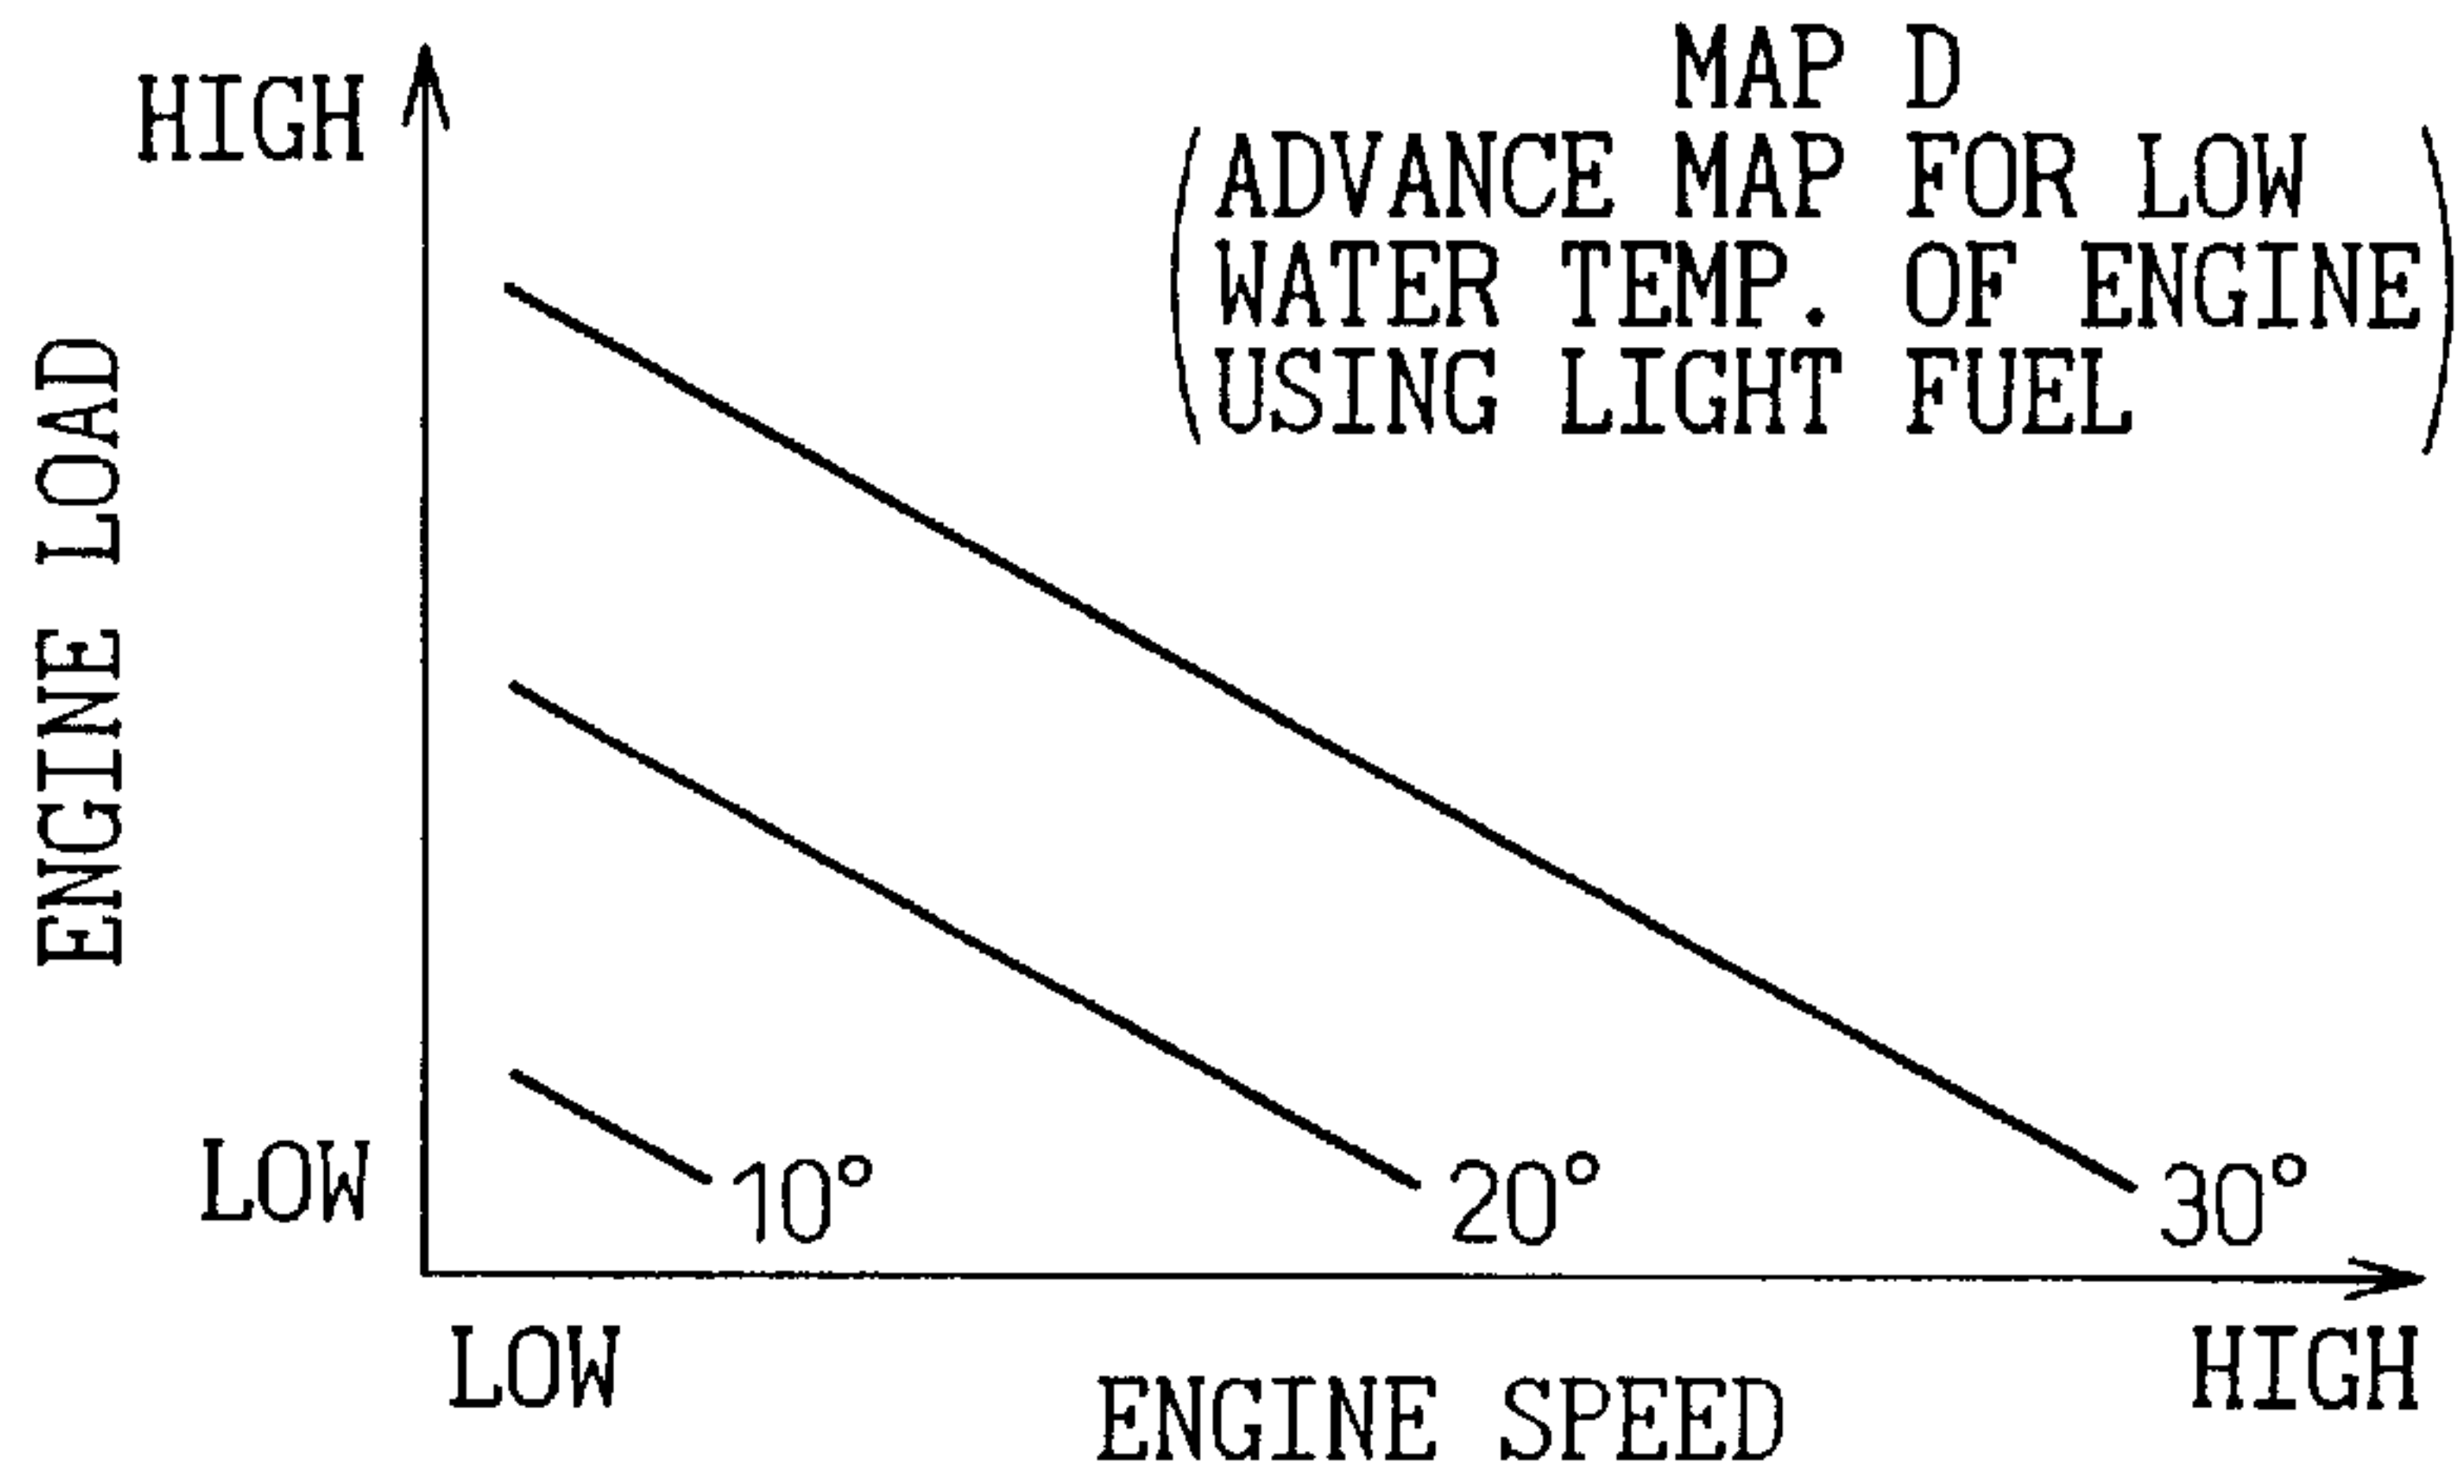 MAP D
ADVANCE MAP FOR LOW
WATER TEMP. OF ENGINE
USING LIGHT FUEL
HIGH
ENGINE LOAD
LOW
10°
20°
30°
LOW
ENGINE SPEED
HIGH